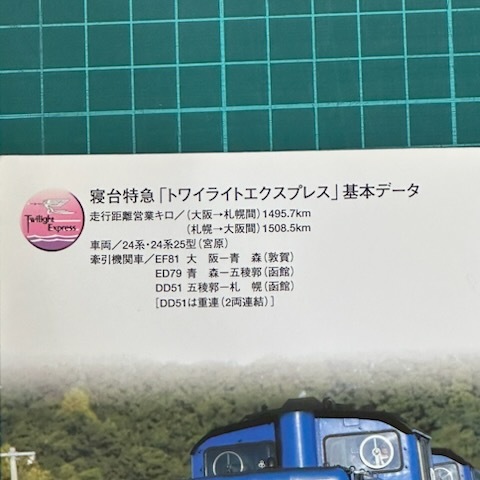 Twilight
Express
寝台特急「トワイライトエクスプレス」基本データ
走行距離営業キロ／(大阪→札幌間)1495.7km
(札幌→大阪間)1508.5km
車両／24系・24系25型(宮原)
牽引機関車／EF81 大 阪ー青 森(敦賀)
ED79 青 森ー五稜郭(函館)
DD51 五稜郭ー札 幌(函館)
[DD51は重連(2両連結)]